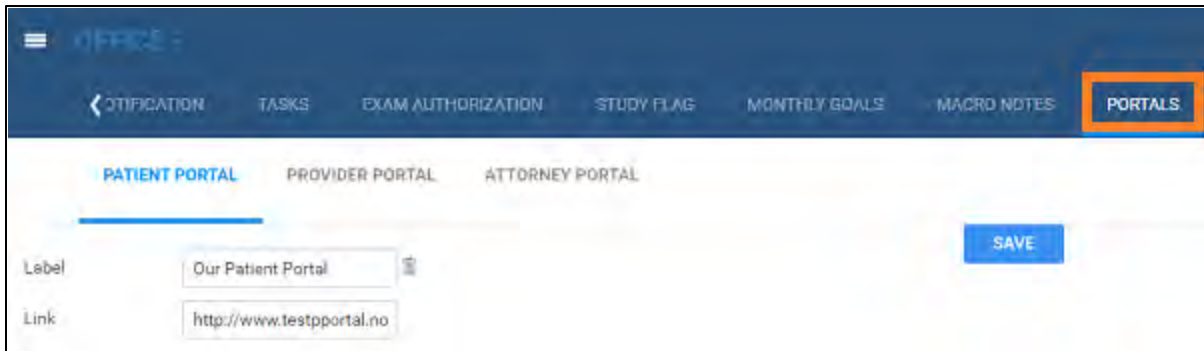 OFFICE
OTIFICATION TASKS EXAM AUTHORIZATION STUDY FLAG MONTHLY GOALS MACRO NOTES PORTALS
PATIENT PORTAL PROVIDER PORTAL ATTORNEY PORTAL
SAVE
Label Our Patient Portal
Link http://www.testpportal.no